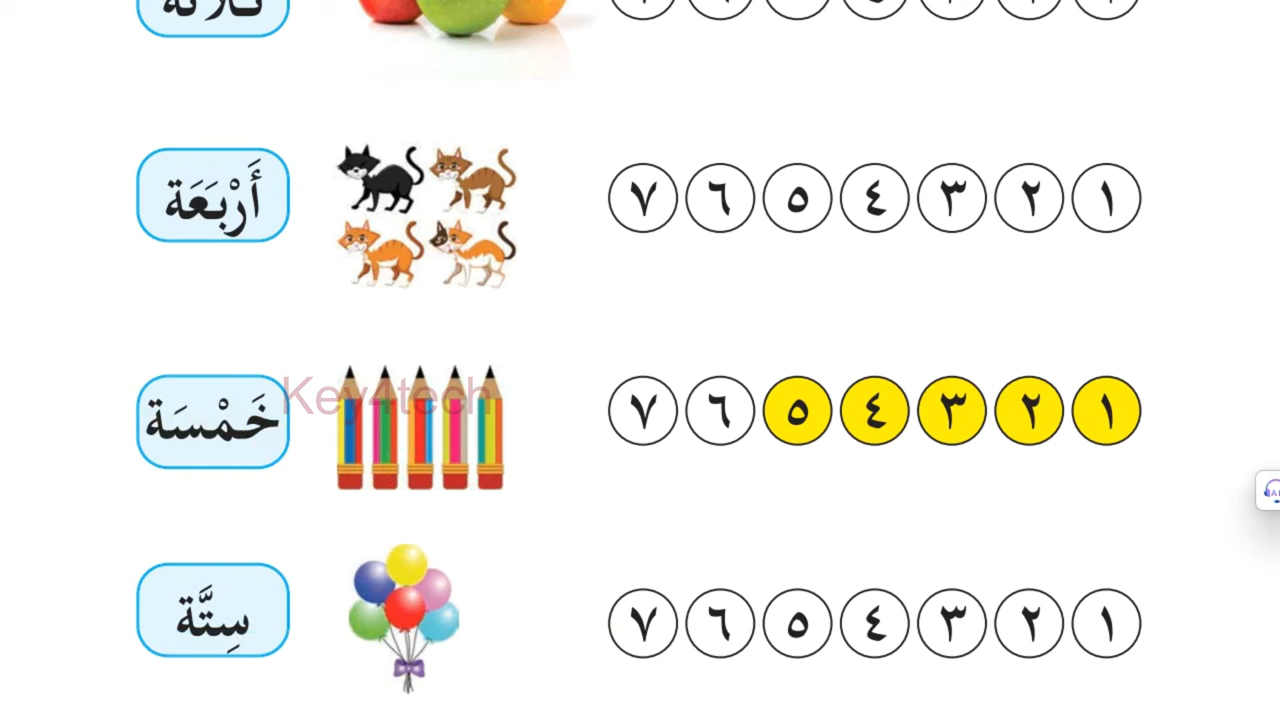 أَرْبَعَة
١ ٢ ٣ ٤ ٥ ٦ ٧
خَمْسَة
Key4tech
١ ٢ ٣ ٤ ٥ ٦ ٧
سِتَّة
١ ٢ ٣ ٤ ٥ ٦ ٧